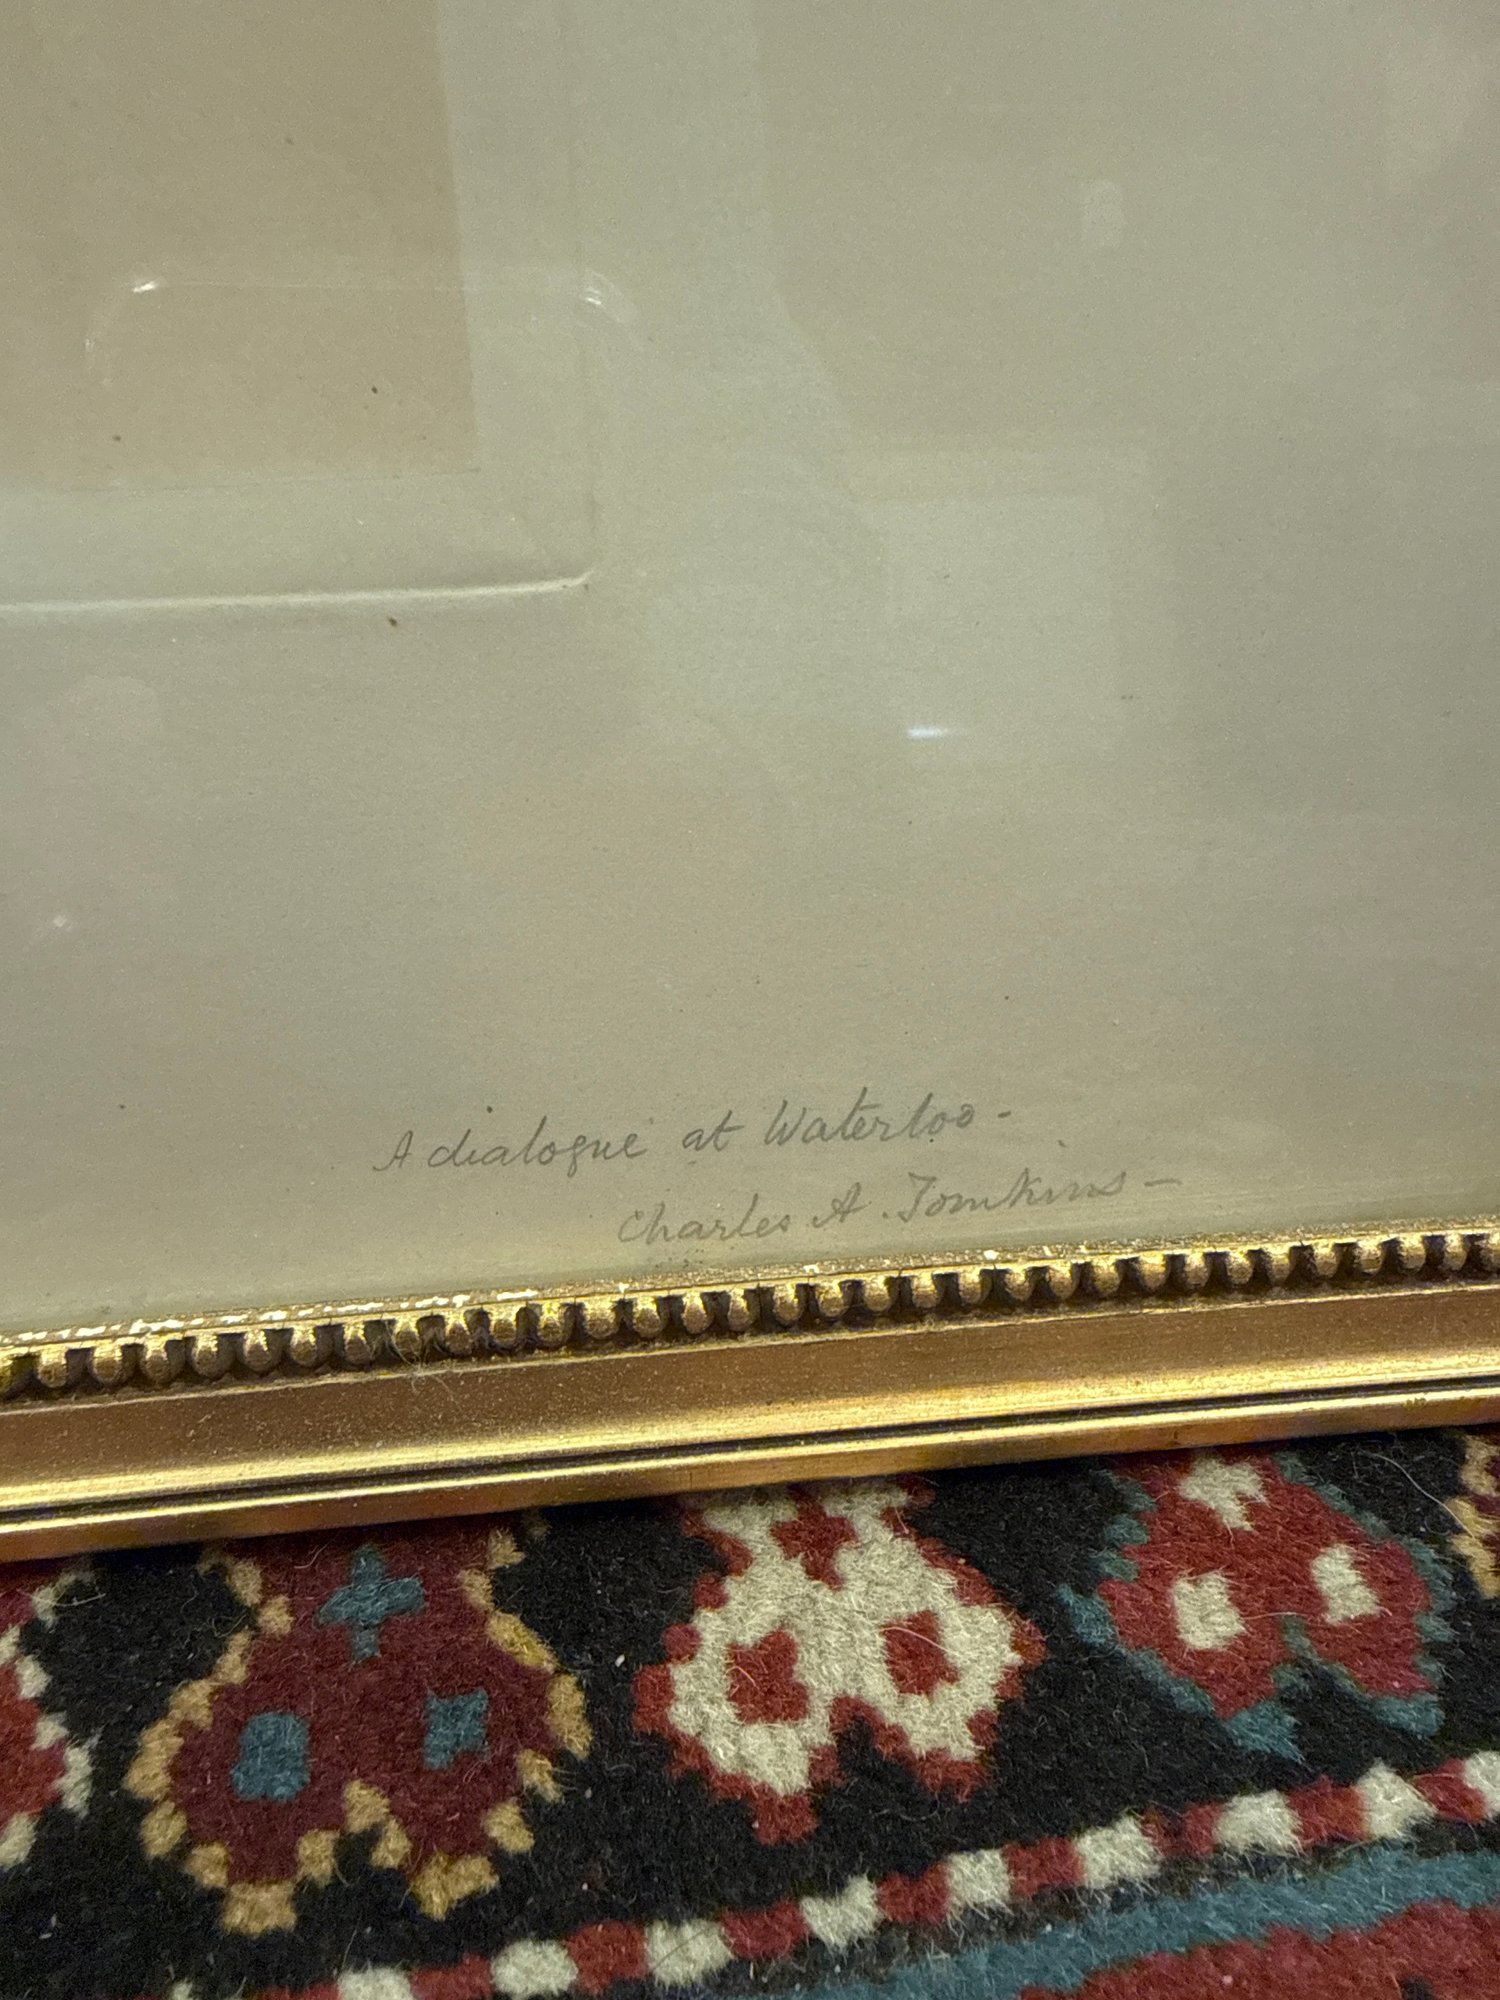 A dialogue at Waterloo -
Charles A. Tomkins -